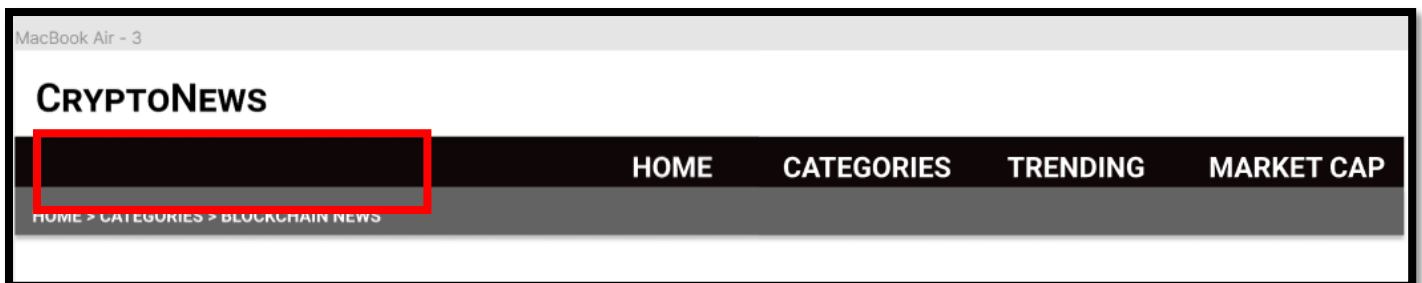 MacBook Air - 3
CRYPTONEWS
HOME CATEGORIES TRENDING MARKET CAP
HOME > CATEGORIES > BLOCKCHAIN NEWS